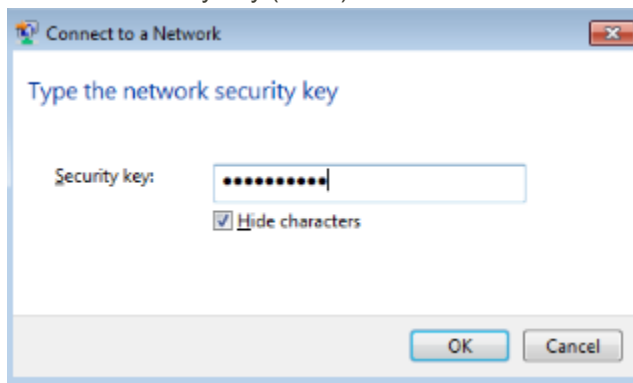 Connect to a Network
Type the network security key
Security key: ●●●●●●●●●●
Hide characters
OK Cancel